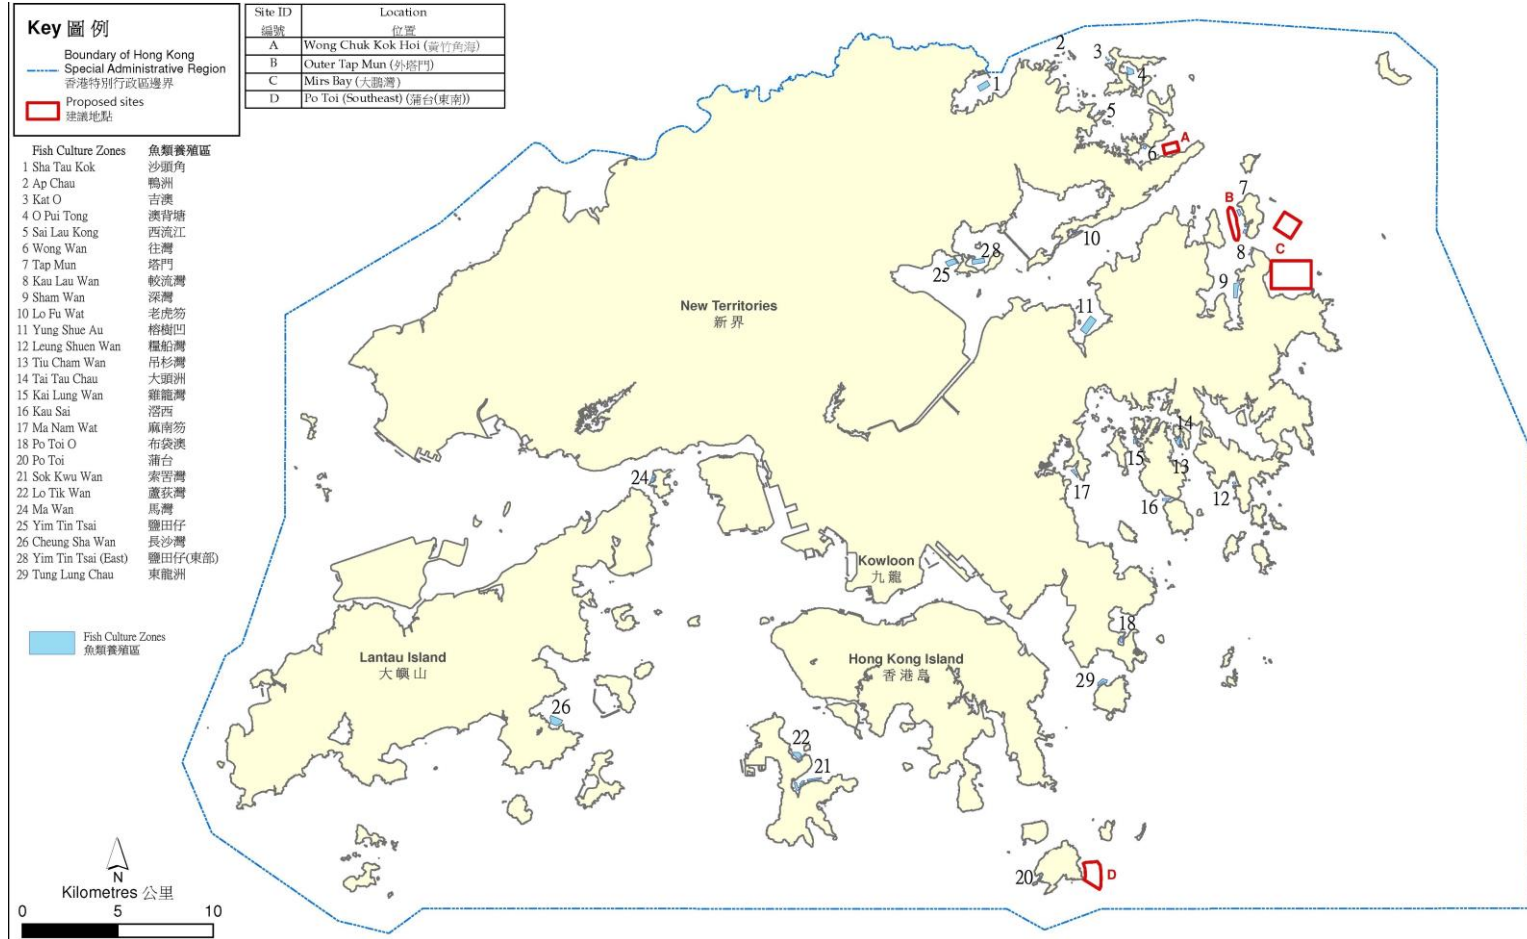 Key 圖例
Boundary of Hong Kong
Special Administrative Region
香港特別行政區邊界
Proposed sites
建議地點
Site ID Location
編號 位置
A Wong Chuk Kok Hoi (黃竹角海)
B Outer Tap Mun (外塔門)
C Mirs Bay (大鵬灣)
D Po Toi (Southeast) (蒲台(東南))
Fish Culture Zones 魚類養殖區
1 Sha Tau Kok 沙頭角
2 Ap Chau 鴨洲
3 Kat O 吉澳
4 O Pui Tong 澳背塘
5 Sai Lau Kong 西流江
6 Wong Wan 往灣
7 Tap Mun 塔門
8 Kau Lau Wan 較流灣
9 Sham Wan 深灣
10 Lo Fu Wat 老虎笏
11 Yung Shue Au 榕樹凹
12 Leung Shuen Wan 糧船灣
13 Tiu Cham Wan 吊杉灣
14 Tai Tau Chau 大頭洲
15 Kai Lung Wan 雞籠灣
16 Kau Sai 滘西
17 Ma Nam Wat 麻南笏
18 Po Toi O 布袋澳
20 Po Toi 蒲台
21 Sok Kwu Wan 索罟灣
22 Lo Tik Wan 蘆荻灣
24 Ma Wan 馬灣
25 Yim Tin Tsai 鹽田仔
26 Cheung Sha Wan 長沙灣
28 Yim Tin Tsai (East) 鹽田仔(東部)
29 Tung Lung Chau 東龍洲
Fish Culture Zones
魚類養殖區
N
Kilometres 公里
0 5 10
2
3
1
4
5
A
6
7
B
10
8
C
28
25
9
New Territories
新界
11
14
15
13
24
17
12
16
Kowloon
九龍
18
Lantau Island
大嶼山
Hong Kong Island
香港島
29
26
22
21
20
D